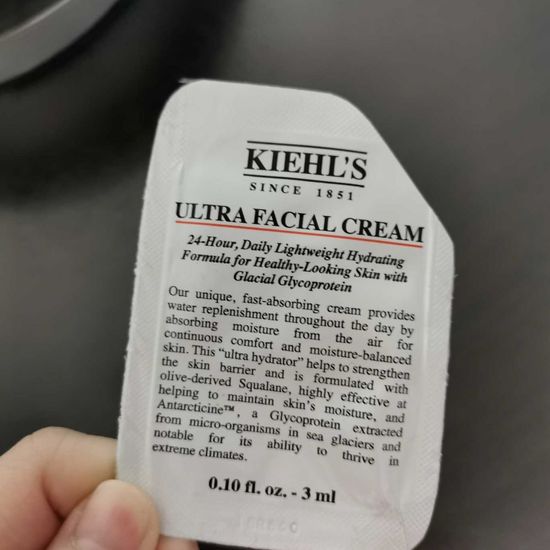 KIEHL'S
SINCE 1851
ULTRA FACIAL CREAM
24-Hour, Daily Lightweight Hydrating
Formula for Healthy-Looking Skin with
Glacial Glycoprotein
Our unique, fast-absorbing cream provides
water replenishment throughout the day by
absorbing moisture from the air for
continuous comfort and moisture-balanced
skin. This "ultra hydrator" helps to strengthen
the skin barrier and is formulated with
olive-derived Squalane, highly effective at
helping to maintain skin's moisture, and
Antarcticine™, a Glycoprotein extracted
from micro-organisms in sea glaciers and
notable for its ability to thrive in
extreme climates.
0.10 fl. oz. - 3 ml